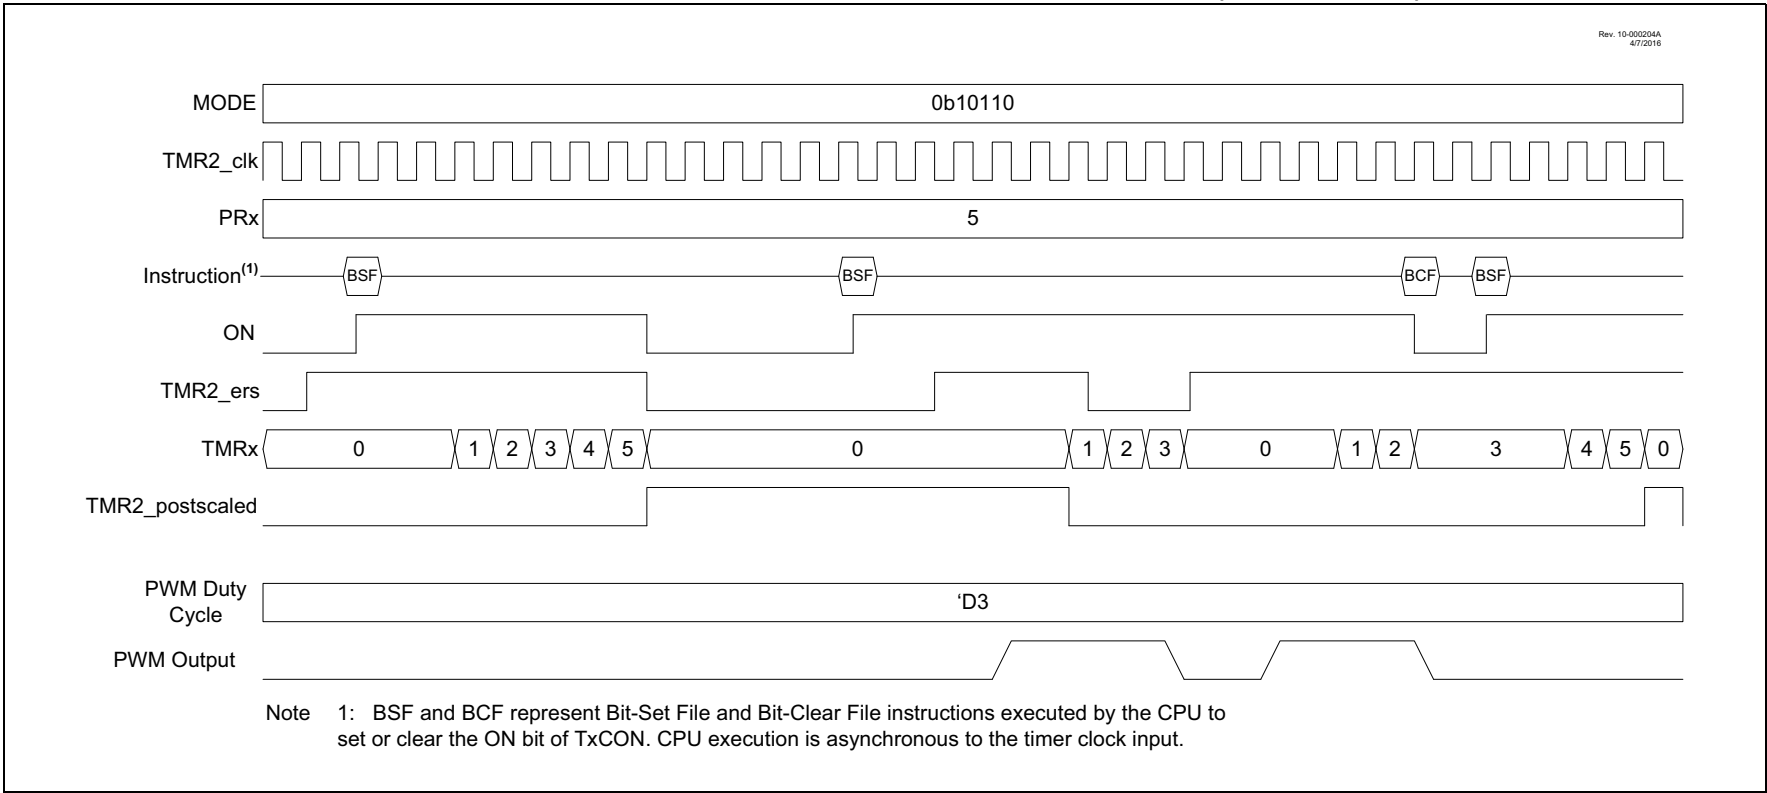 Rev. 10-000204A
4/7/2016
MODE 0b10110
TMR2_clk
PRx 5
Instruction(1) BSF BSF BCF BSF
ON
TMR2_ers
TMRx 0 1 2 3 4 5 0 1 2 3 0 1 2 3 4 5 0
TMR2_postscaled
PWM Duty
Cycle
‘D3
PWM Output
Note 1: BSF and BCF represent Bit-Set File and Bit-Clear File instructions executed by the CPU to
set or clear the ON bit of TxCON. CPU execution is asynchronous to the timer clock input.